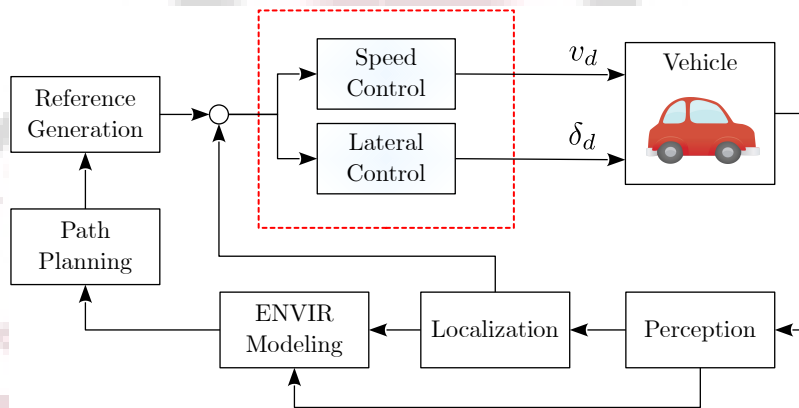 Speed
Control
v_d
Vehicle
Reference
Generation
Lateral
Control
δ_d
Path
Planning
ENVIR
Modeling
Localization
Perception